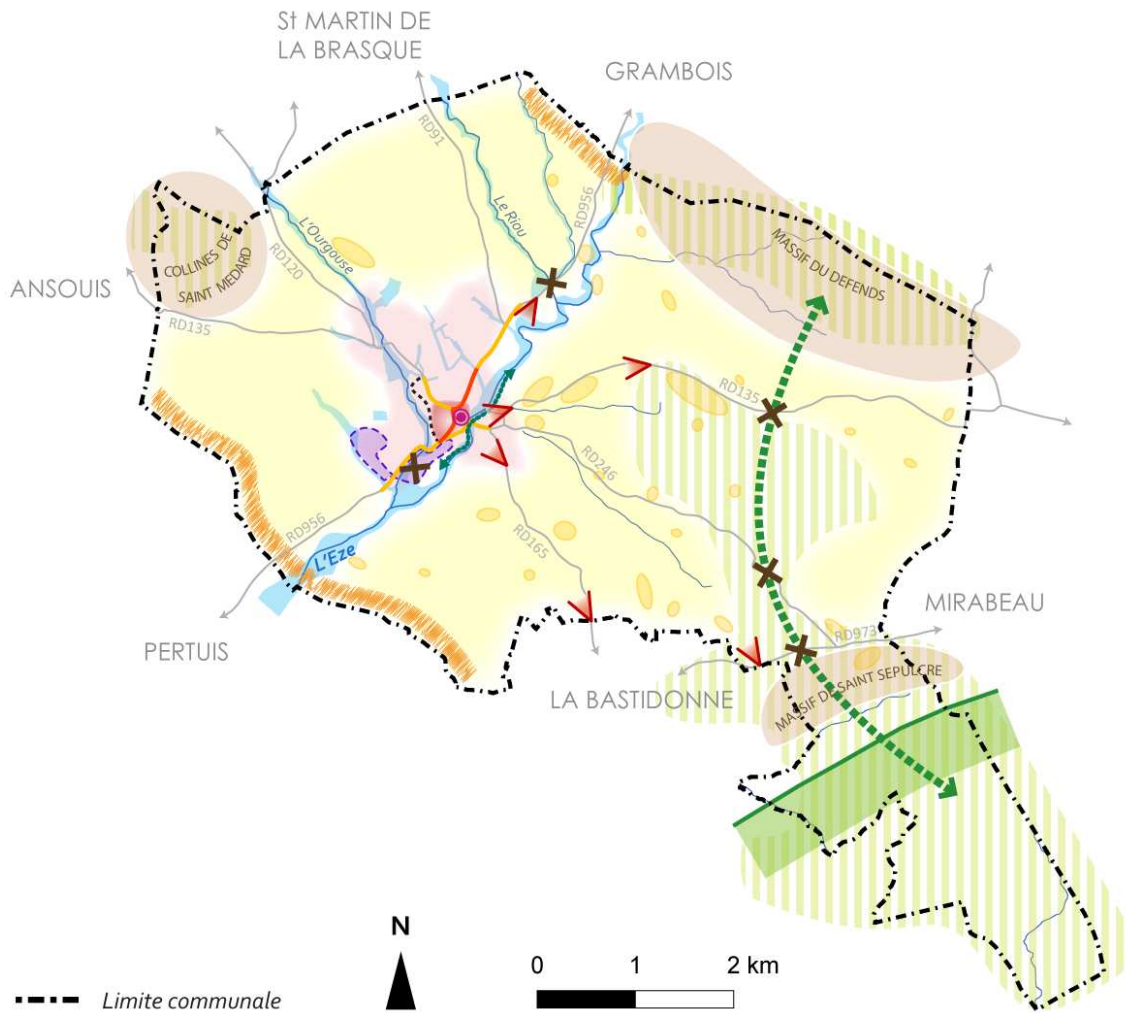 St MARTIN DE
LA BRASQUE
GRAMBOIS
RD91
Le Riou
RD956
L'Ourgouse
RD120
COLLINES DE
SAINT MEDARD
MASSIF DU DEFENDS
ANSOUIS
RD135
RD135
RD246
RD956
L'Eze
RD165
PERTUIS
MIRABEAU
RD973
LA BASTIDONNE
MASSIF DE SAINT SEPULCRE
N
0 1 2 km
Limite communale